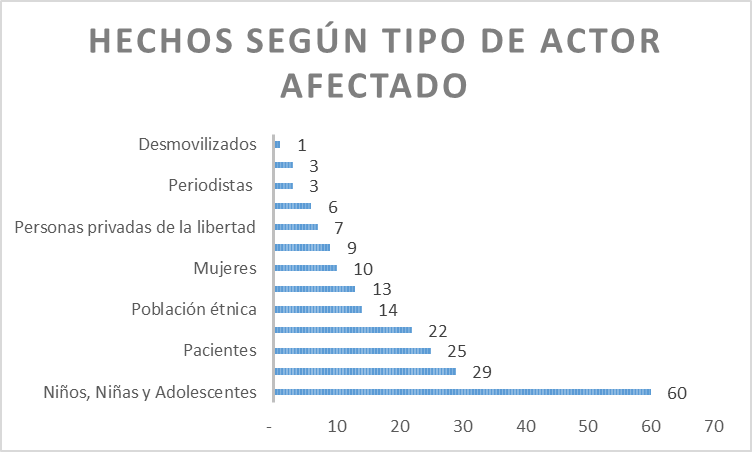 HECHOS SEGÚN TIPO DE ACTOR
AFECTADO
Desmovilizados 1
3
Periodistas 3
6
Personas privadas de la libertad 7
9
Mujeres 10
13
Población étnica 14
22
Pacientes 25
29
Niños, Niñas y Adolescentes 60
- 10 20 30 40 50 60 70